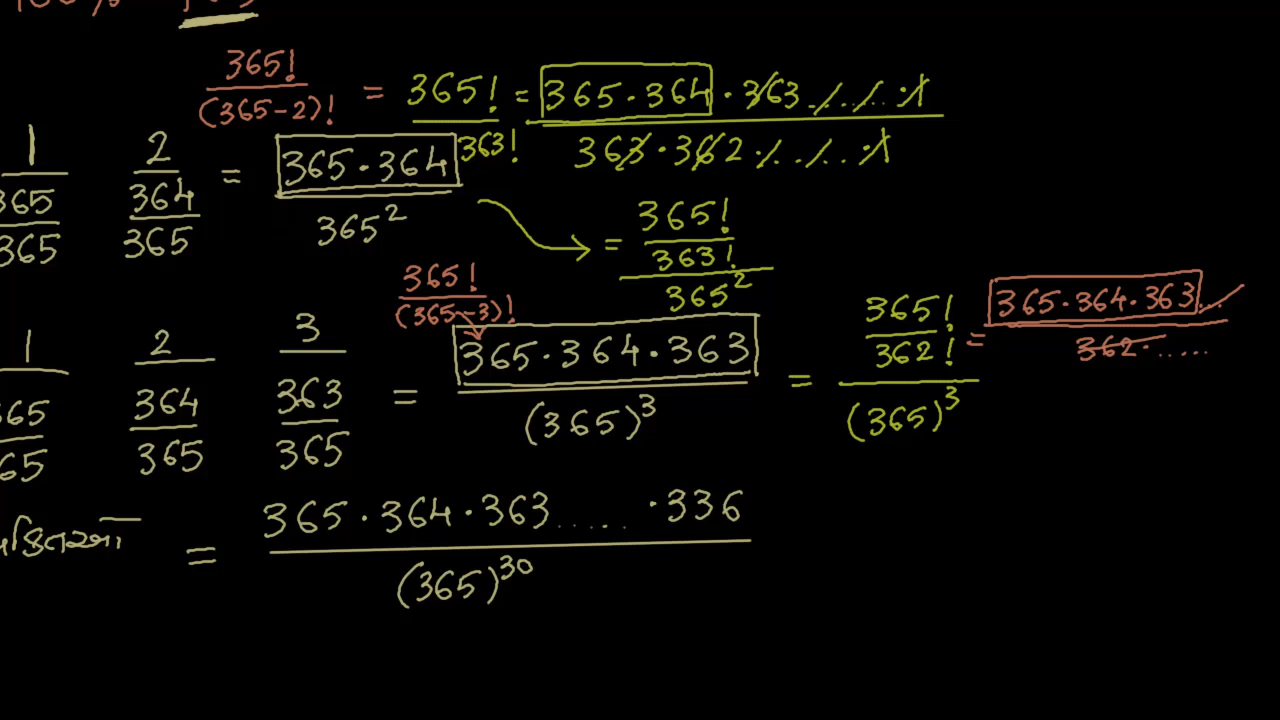 100%
365! / (365-2)! = 365! / 363! = 365·364·363........·1 / 363·362·........·1
1 / (365/365) 2 / (364/365) = 365·364 / 365²
= (365! / 363!) / 365²
365! / (365-3)!
1 / (365/365) 2 / (364/365) 3 / (363/365) = 365·364·363 / (365)³ = (365! / 362!) / (365)³ = 365·364·363... / 362·.....
= 365·364·363......·336 / (365)³⁰